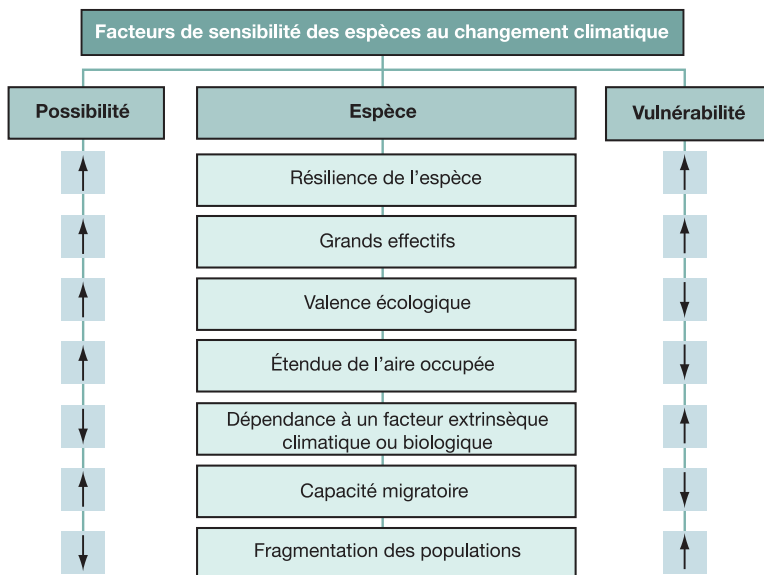 Facteurs de sensibilité des espèces au changement climatique
Possibilité
Espèce
Vulnérabilité
Résilience de l'espèce
Grands effectifs
Valence écologique
Étendue de l'aire occupée
Dépendance à un facteur extrinsèque
climatique ou biologique
Capacité migratoire
Fragmentation des populations